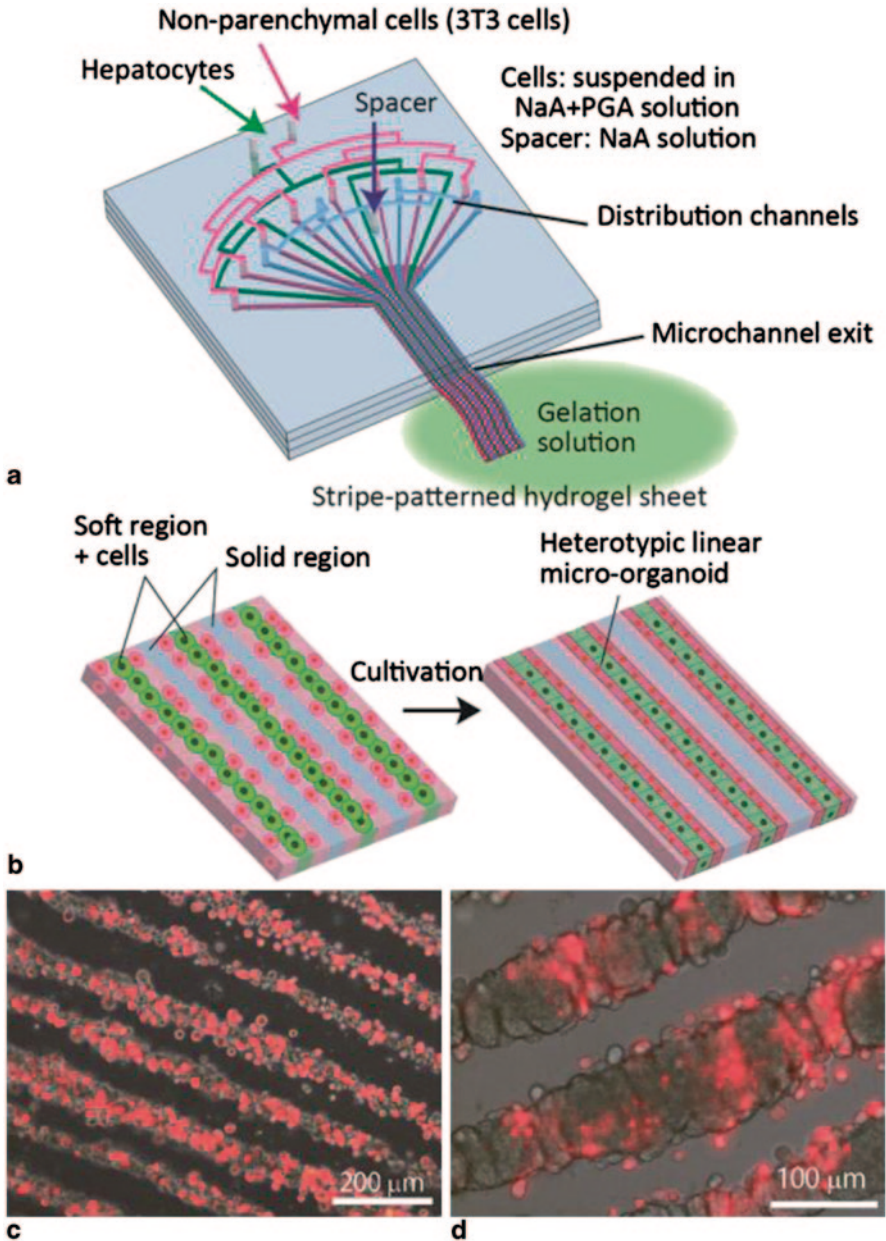 Non-parenchymal cells (3T3 cells)
Hepatocytes
Spacer
Cells: suspended in
NaA+PGA solution
Spacer: NaA solution
Distribution channels
Microchannel exit
Gelation
solution
a
Stripe-patterned hydrogel sheet
Soft region
+ cells
Solid region
Heterotypic linear
micro-organoid
Cultivation
b
200 μm
100 μm
c
d